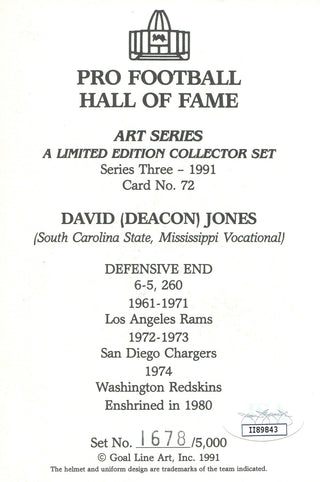 PRO FOOTBALL
HALL OF FAME
ART SERIES
A LIMITED EDITION COLLECTOR SET
Series Three - 1991
Card No. 72
DAVID (DEACON) JONES
(South Carolina State, Mississippi Vocational)
DEFENSIVE END
6-5, 260
1961-1971
Los Angeles Rams
1972-1973
San Diego Chargers
1974
Washington Redskins
Enshrined in 1980
II89843
Set No. 1678/5,000
© Goal Line Art, Inc. 1991
The helmet and uniform design are trademarks of the team indicated.